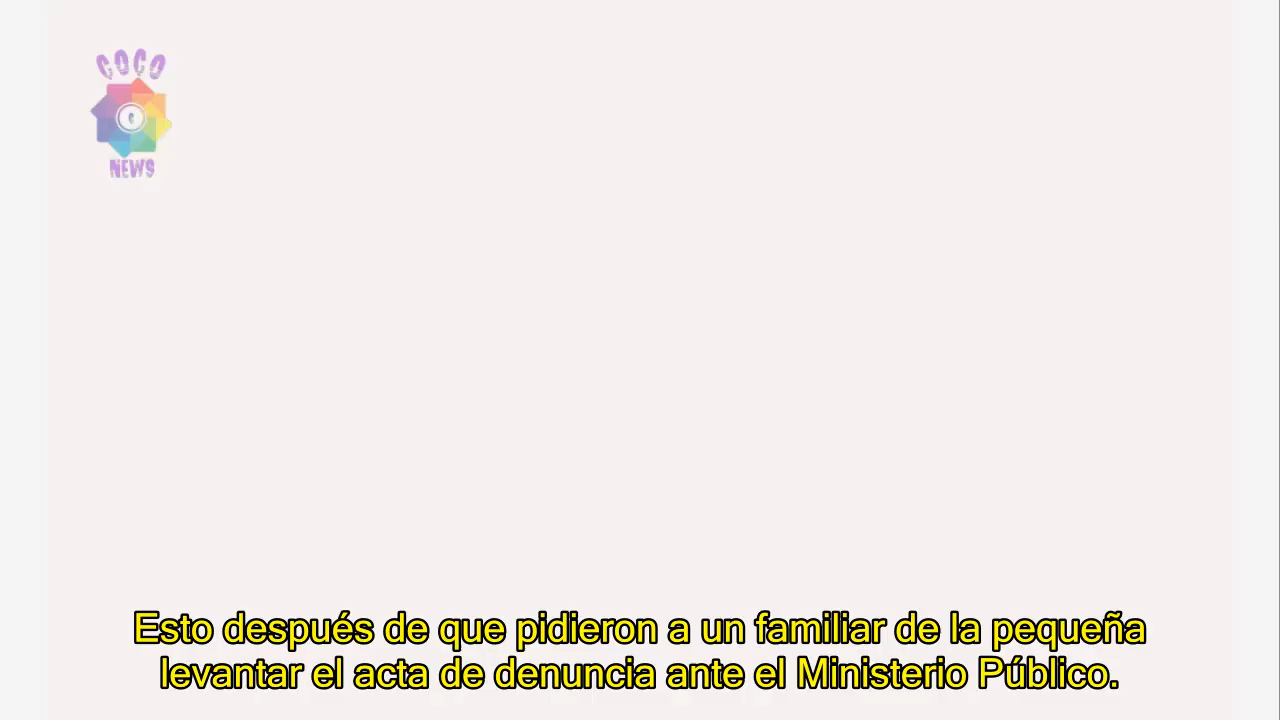 COCO
NEWS
Esto después de que pidieron a un familiar de la pequeña
levantar el acta de denuncia ante el Ministerio Público.